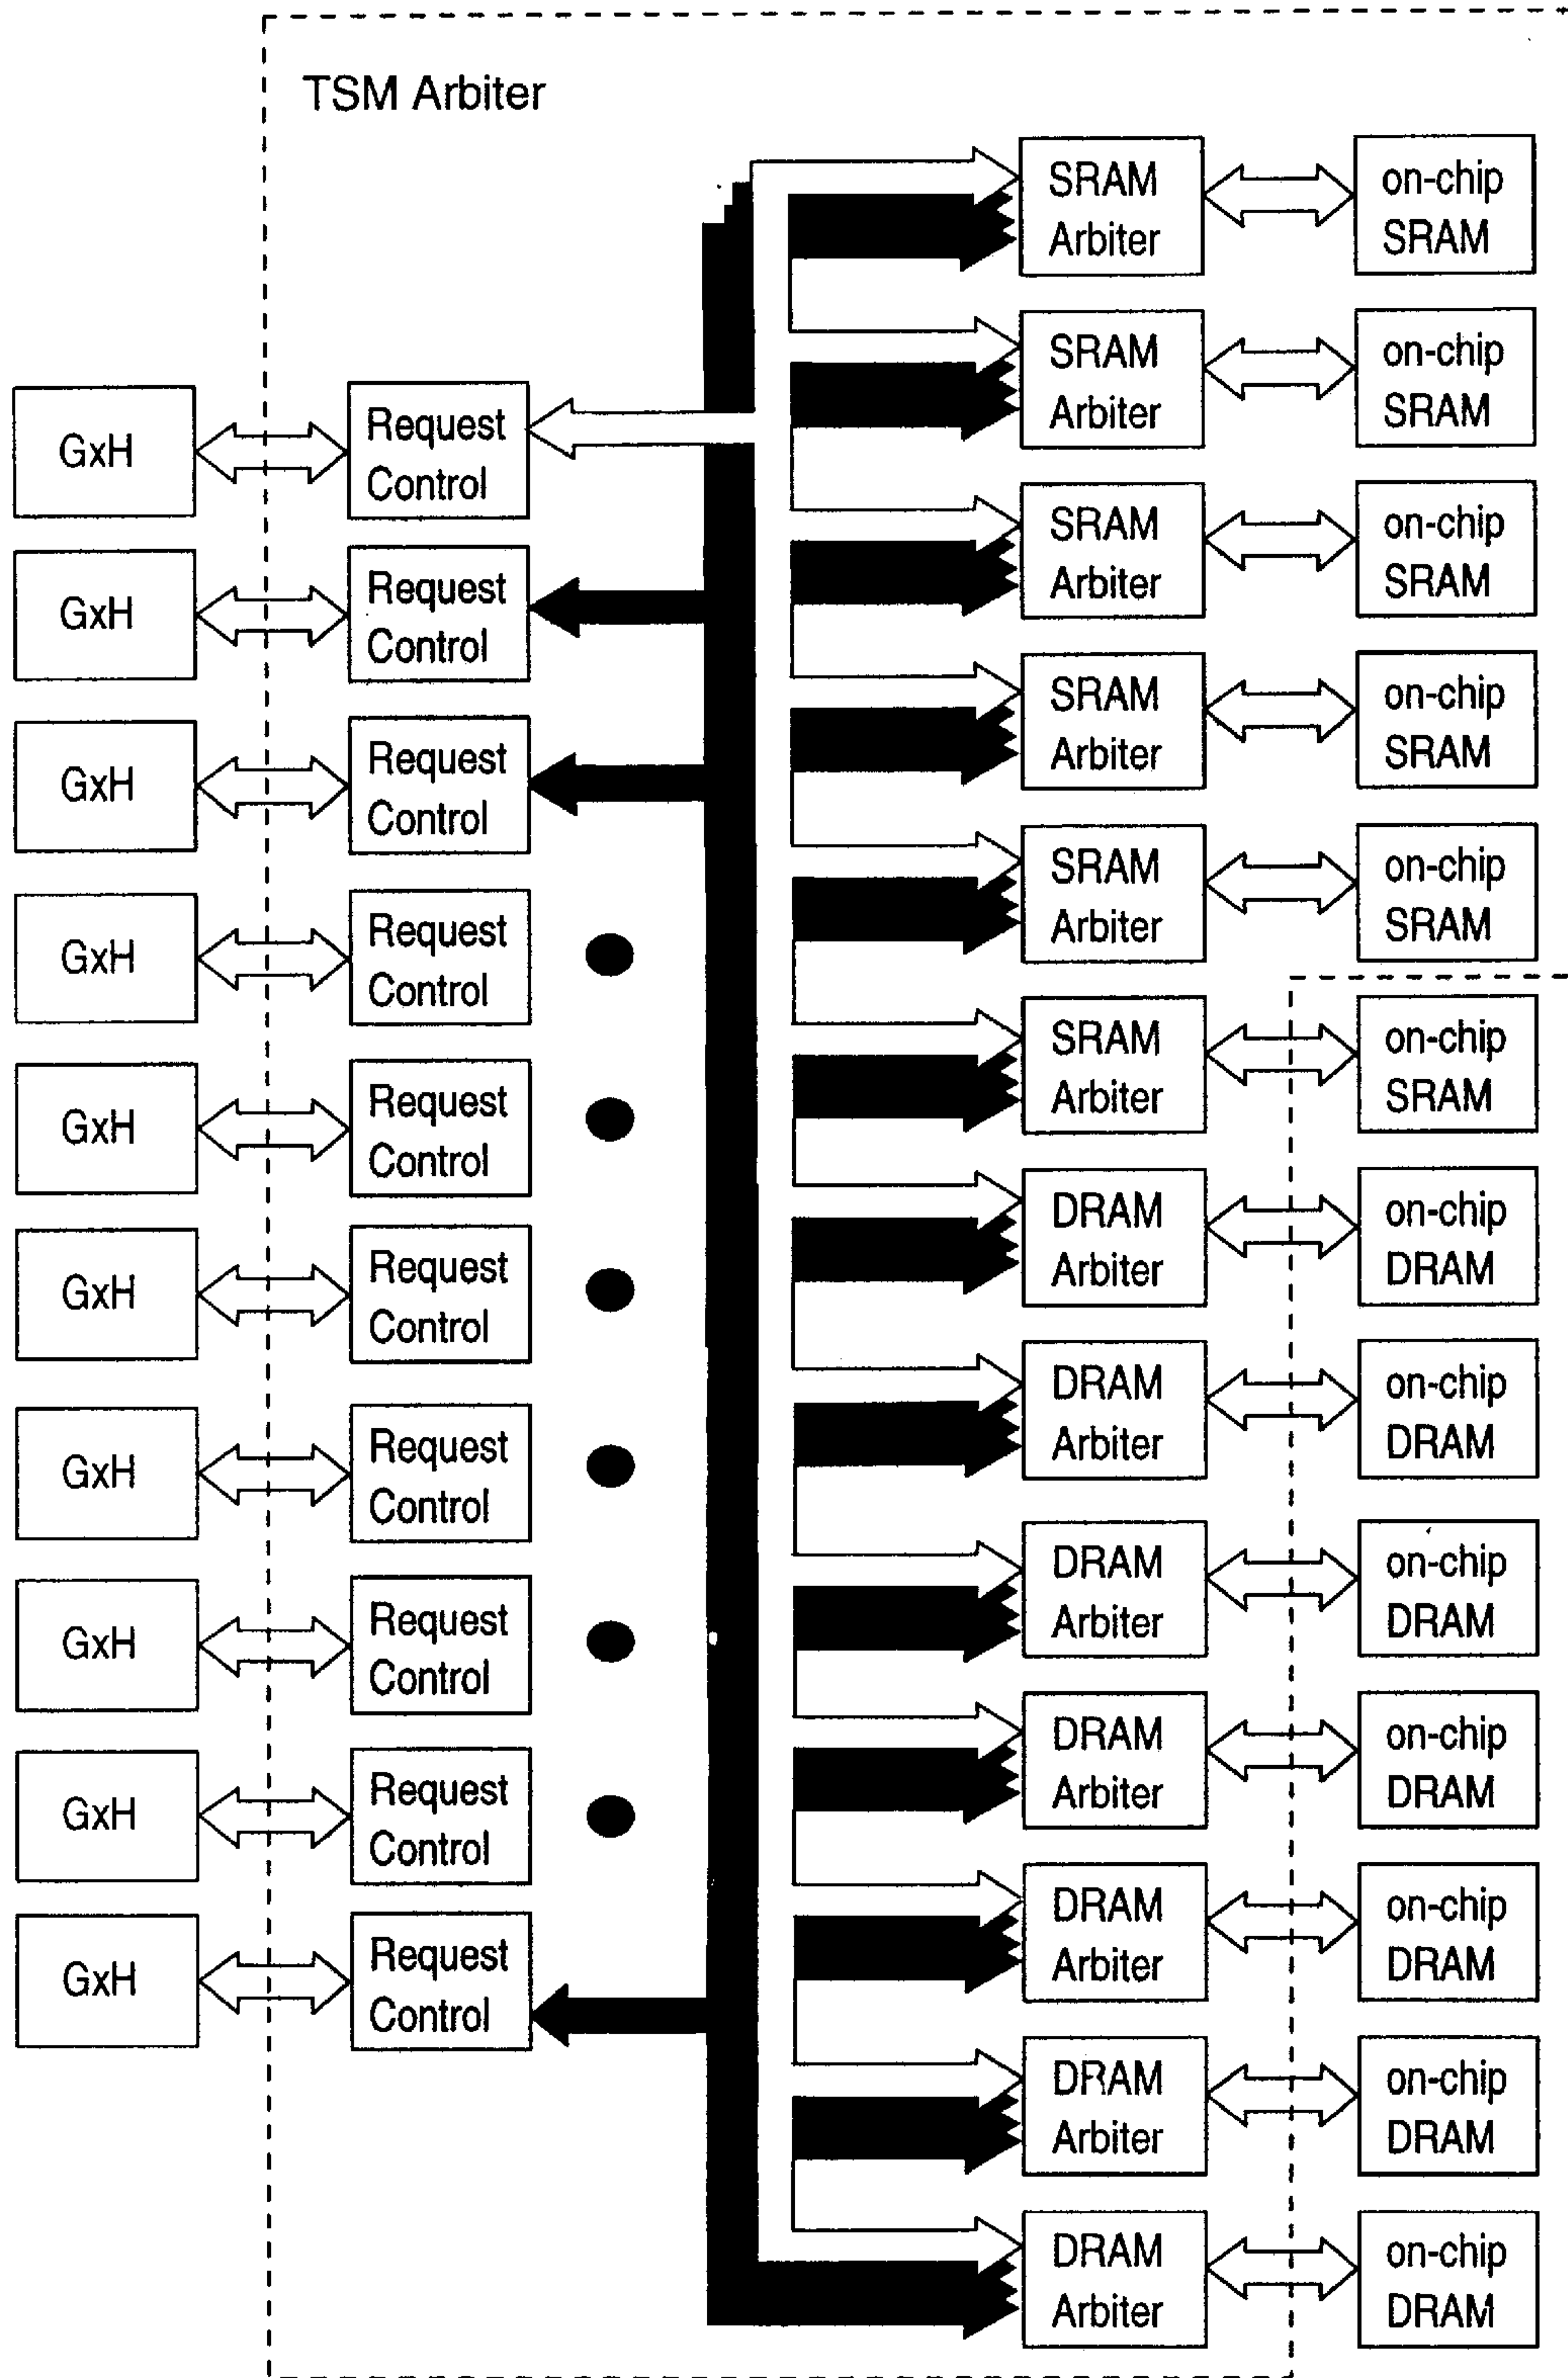 TSM Arbiter
GxH
GxH
GxH
GxH
GxH
GxH
GxH
GxH
GxH
GxH
Request
Control
Request
Control
Request
Control
Request
Control
Request
Control
Request
Control
Request
Control
Request
Control
Request
Control
Request
Control
SRAM
Arbiter
SRAM
Arbiter
SRAM
Arbiter
SRAM
Arbiter
SRAM
Arbiter
SRAM
Arbiter
DRAM
Arbiter
DRAM
Arbiter
DRAM
Arbiter
DRAM
Arbiter
DRAM
Arbiter
DRAM
Arbiter
DRAM
Arbiter
on-chip
SRAM
on-chip
SRAM
on-chip
SRAM
on-chip
SRAM
on-chip
SRAM
on-chip
SRAM
on-chip
DRAM
on-chip
DRAM
on-chip
DRAM
on-chip
DRAM
on-chip
DRAM
on-chip
DRAM
on-chip
DRAM